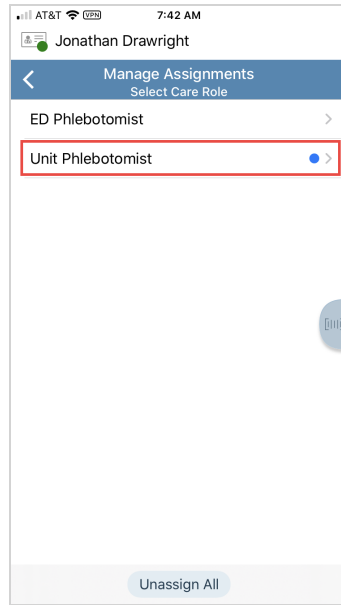 AT&T VPN 7:42 AM
Jonathan Drawright
Manage Assignments
Select Care Role
ED Phlebotomist
Unit Phlebotomist
Unassign All